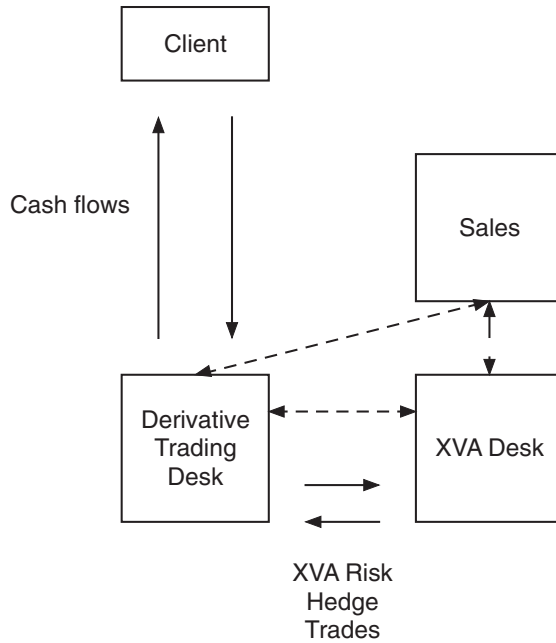 Client
Cash flows
Sales
Derivative
Trading
Desk
XVA Desk
XVA Risk
Hedge
Trades